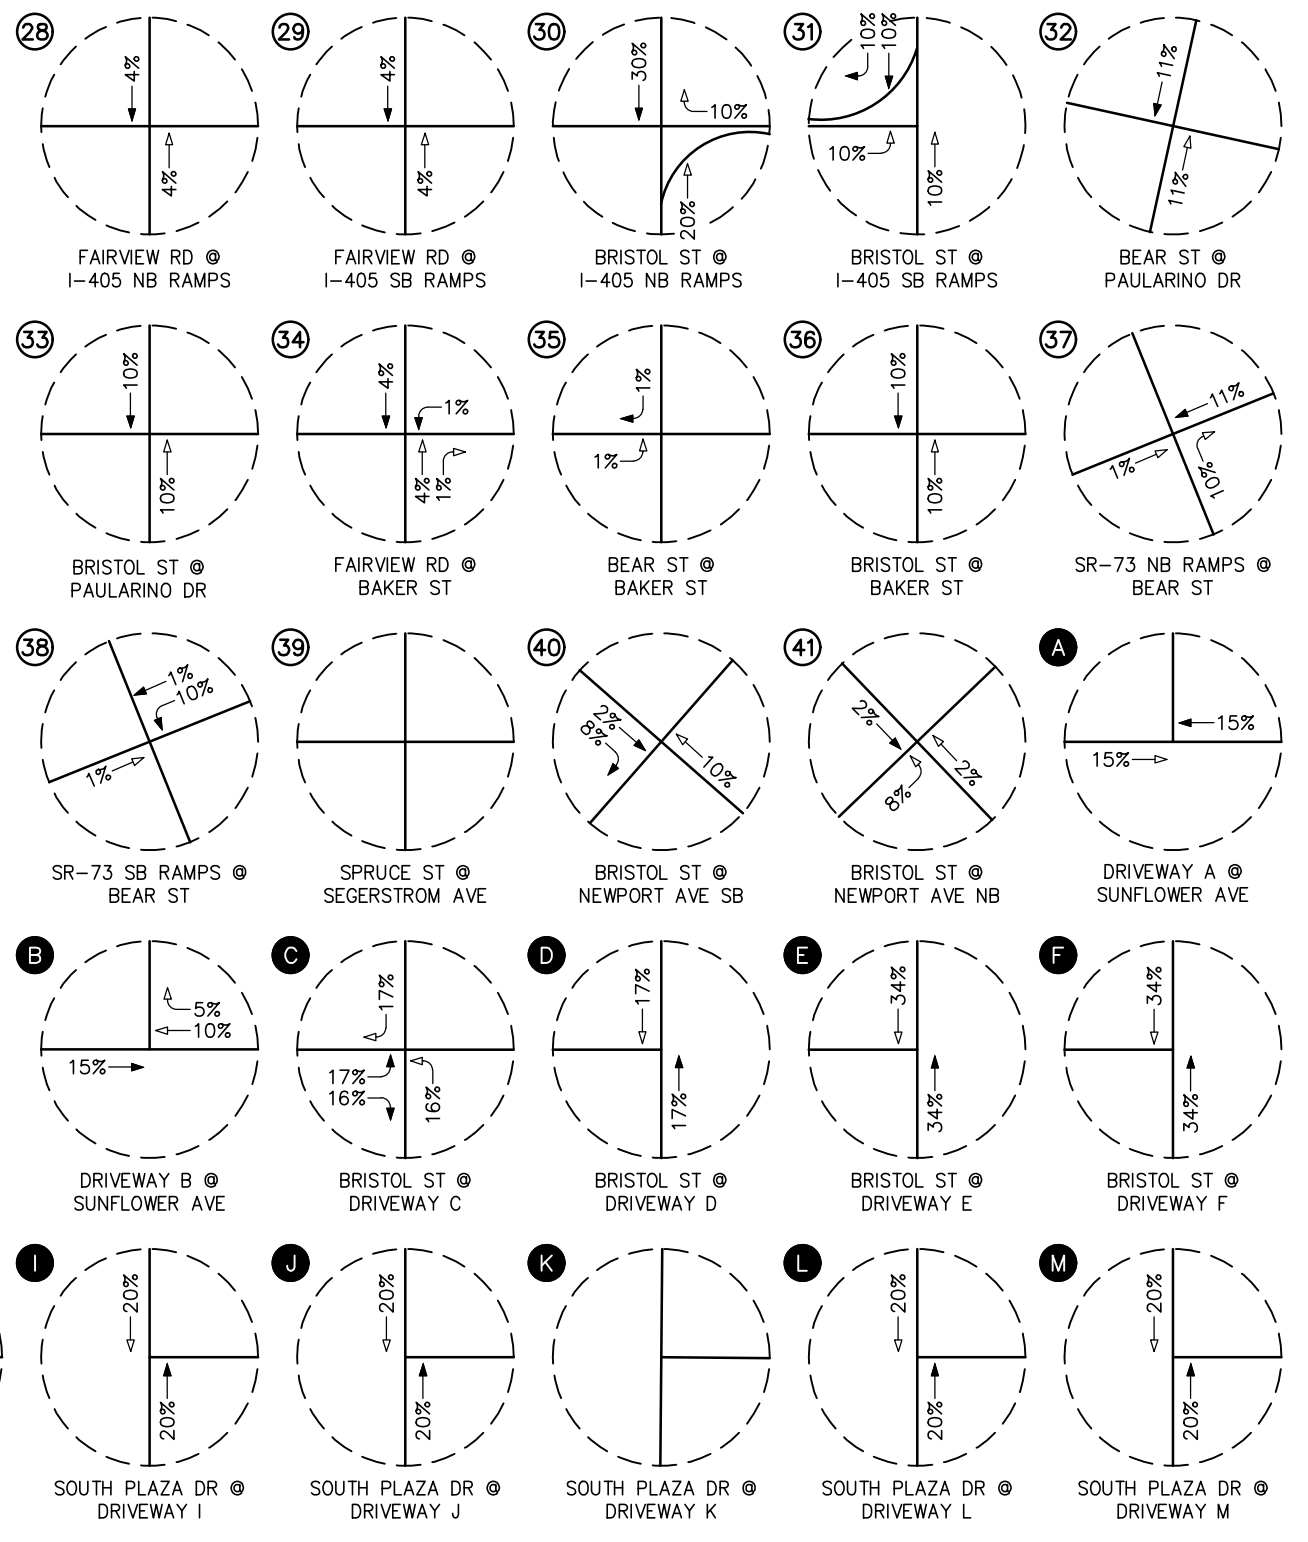 28
4%
4%
FAIRVIEW RD @
I-405 NB RAMPS
29
4%
4%
FAIRVIEW RD @
I-405 SB RAMPS
30
30%
10%
20%
BRISTOL ST @
I-405 NB RAMPS
31
10%
10%
10%
10%
BRISTOL ST @
I-405 SB RAMPS
32
11%
11%
BEAR ST @
PAULARINO DR
33
10%
10%
BRISTOL ST @
PAULARINO DR
34
4%
1%
4%
1%
FAIRVIEW RD @
BAKER ST
35
1%
1%
BEAR ST @
BAKER ST
36
10%
10%
BRISTOL ST @
BAKER ST
37
11%
1%
10%
SR-73 NB RAMPS @
BEAR ST
38
1%
10%
1%
SR-73 SB RAMPS @
BEAR ST
39
SPRUCE ST @
SEGERSTROM AVE
40
2%
8%
10%
BRISTOL ST @
NEWPORT AVE SB
41
2%
2%
8%
BRISTOL ST @
NEWPORT AVE NB
A
15%
15%
DRIVEWAY A @
SUNFLOWER AVE
B
5%
10%
15%
DRIVEWAY B @
SUNFLOWER AVE
C
17%
17%
16%
16%
BRISTOL ST @
DRIVEWAY C
D
17%
17%
BRISTOL ST @
DRIVEWAY D
E
34%
34%
BRISTOL ST @
DRIVEWAY E
F
34%
34%
BRISTOL ST @
DRIVEWAY F
I
20%
20%
SOUTH PLAZA DR @
DRIVEWAY I
J
20%
20%
SOUTH PLAZA DR @
DRIVEWAY J
K
SOUTH PLAZA DR @
DRIVEWAY K
L
20%
20%
SOUTH PLAZA DR @
DRIVEWAY L
M
20%
20%
SOUTH PLAZA DR @
DRIVEWAY M